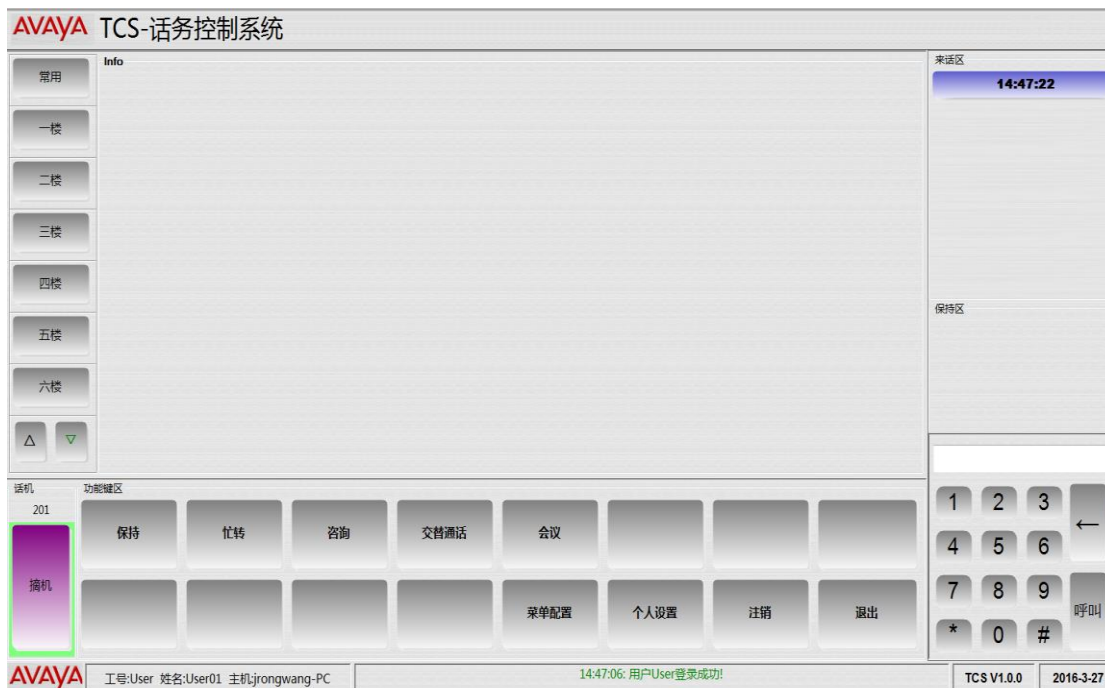 AVAYA TCS-话务控制系统
常用
一楼
二楼
三楼
四楼
五楼
六楼
△ ▽
Info
来话区
14:47:22
保持区
话机
201
摘机
功能键区
保持 忙转 咨询 交替通话 会议
菜单配置 个人设置 注销 退出
1 2 3 ←
4 5 6
7 8 9 呼叫
* 0 #
AVAYA 工号:User 姓名:User01 主机:jrongwang-PC 14:47:06: 用户User登录成功! TCS V1.0.0 2016-3-27